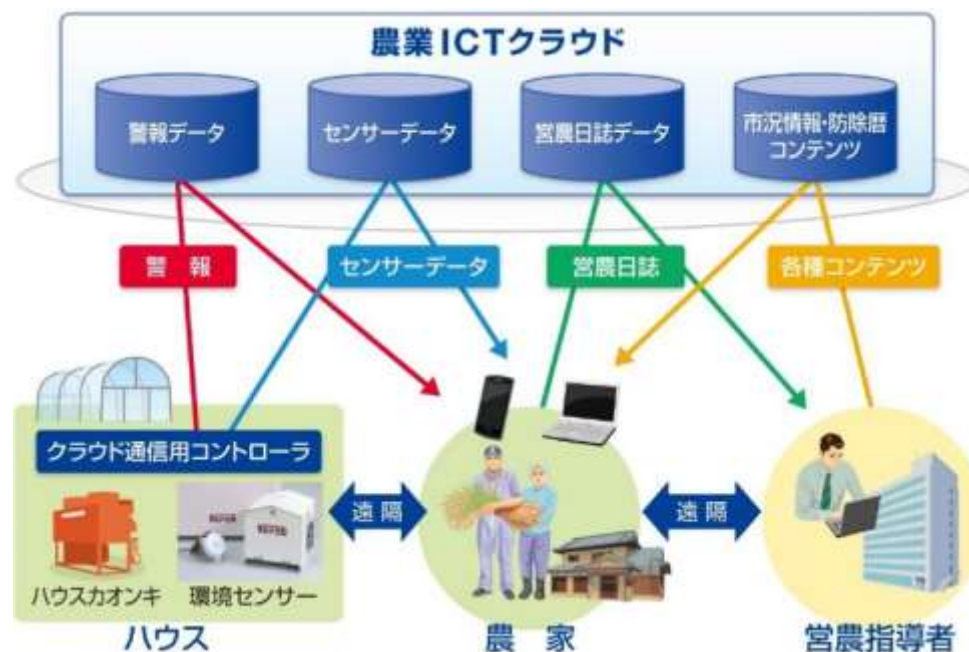 農業ICTクラウド
警報データ
センサーデータ
営農日誌データ
市況情報・防除暦
コンテンツ
警 報
センサーデータ
営農日誌
各種コンテンツ
クラウド通信用コントローラ
遠 隔
遠 隔
ハウスカオンキ
環境センサー
ハウス
農 家
営農指導者